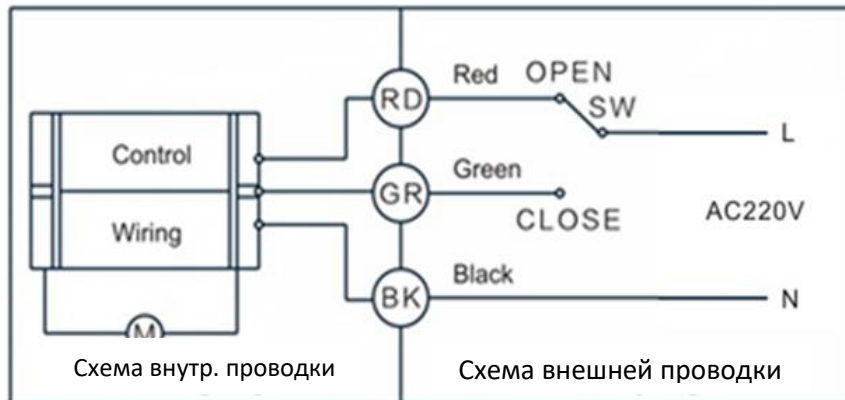 Control
Wiring
M
RD
GR
BK
Red
OPEN
SW
L
Green
CLOSE
AC220V
Black
N
Схема внутр. проводки
Схема внешней проводки